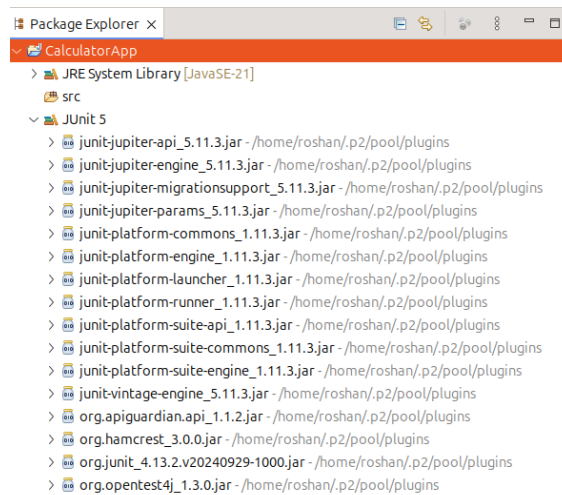 Package Explorer ×
CalculatorApp
JRE System Library [JavaSE-21]
src
JUnit 5
junit-jupiter-api_5.11.3.jar - /home/roshan/.p2/pool/plugins
junit-jupiter-engine_5.11.3.jar - /home/roshan/.p2/pool/plugins
junit-jupiter-migrationsupport_5.11.3.jar - /home/roshan/.p2/pool/plugins
junit-jupiter-params_5.11.3.jar - /home/roshan/.p2/pool/plugins
junit-platform-commons_1.11.3.jar - /home/roshan/.p2/pool/plugins
junit-platform-engine_1.11.3.jar - /home/roshan/.p2/pool/plugins
junit-platform-launcher_1.11.3.jar - /home/roshan/.p2/pool/plugins
junit-platform-runner_1.11.3.jar - /home/roshan/.p2/pool/plugins
junit-platform-suite-api_1.11.3.jar - /home/roshan/.p2/pool/plugins
junit-platform-suite-commons_1.11.3.jar - /home/roshan/.p2/pool/plugins
junit-platform-suite-engine_1.11.3.jar - /home/roshan/.p2/pool/plugins
junit-vintage-engine_5.11.3.jar - /home/roshan/.p2/pool/plugins
org.apiguardian.api_1.1.2.jar - /home/roshan/.p2/pool/plugins
org.hamcrest_3.0.0.jar - /home/roshan/.p2/pool/plugins
org.junit_4.13.2.v20240929-1000.jar - /home/roshan/.p2/pool/plugins
org.opentest4j_1.3.0.jar - /home/roshan/.p2/pool/plugins